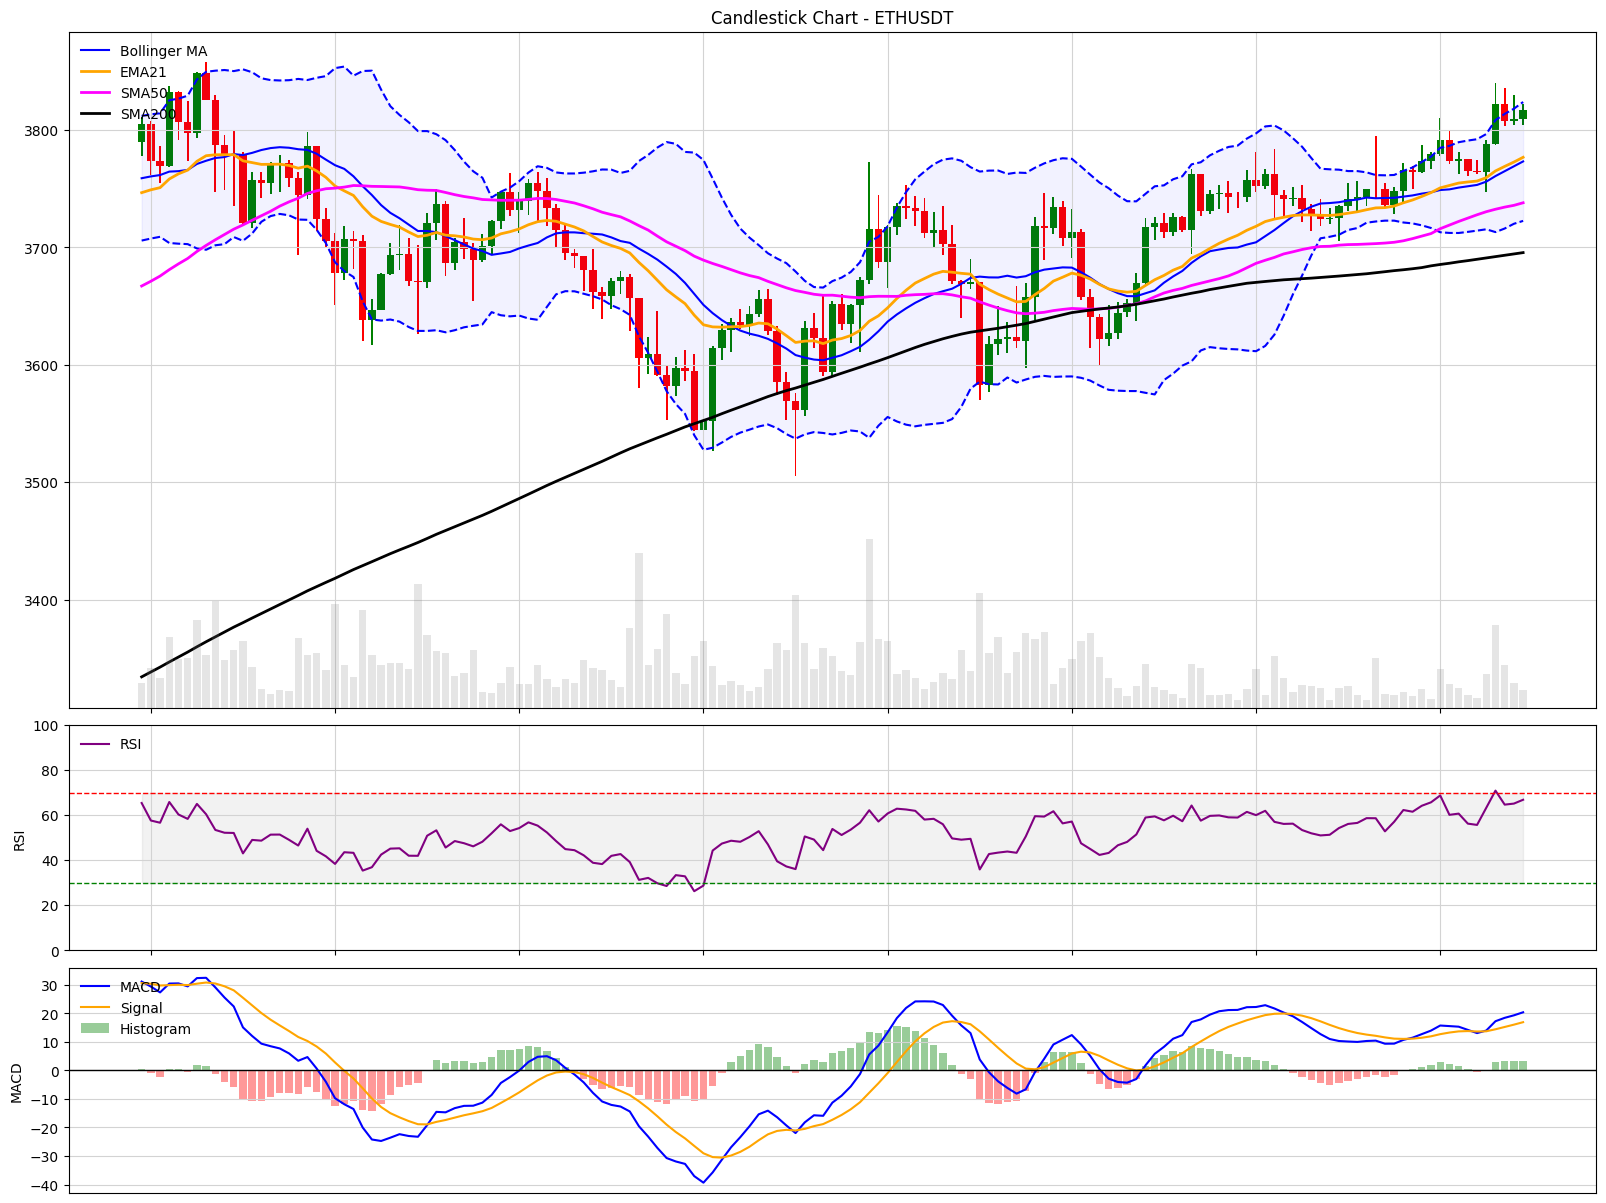 Candlestick Chart - ETHUSDT
Bollinger MA
EMA21
SMA50
SMA200
3800
3700
3600
3500
3400
100
80
60
40
20
0
RSI
RSI
30
20
10
0
−10
−20
−30
−40
MACD
MACD
Signal
Histogram